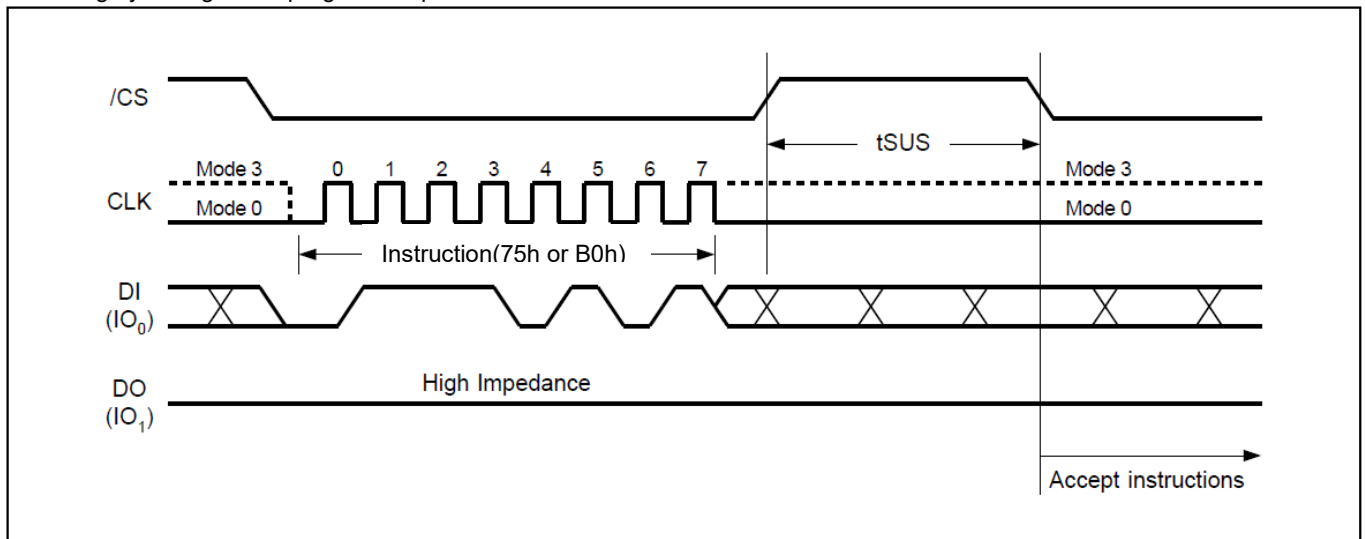 /CS
tSUS
Mode 3 0 1 2 3 4 5 6 7 Mode 3
CLK
Mode 0 Mode 0
Instruction(75h or B0h)
DI
(IO0)
High Impedance
DO
(IO1)
Accept instructions